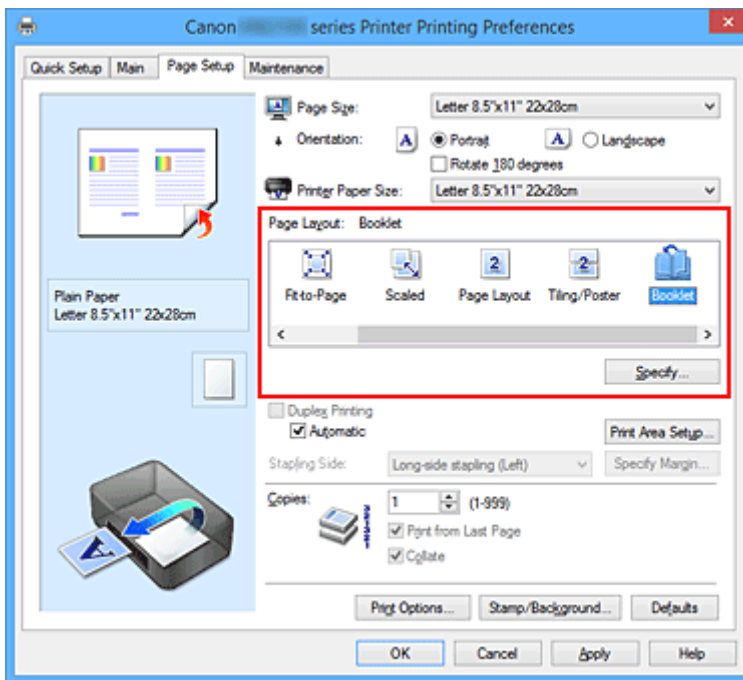 Canon series Printer Printing Preferences
Quick Setup Main Page Setup Maintenance
Page Size: Letter 8.5"x11" 22x28cm
Orientation: A Portrait A Landscape
Rotate 180 degrees
Printer Paper Size: Letter 8.5"x11" 22x28cm
Page Layout: Booklet
2 2
Fit-to-Page Scaled Page Layout Tiling/Poster Booklet
Plain Paper
Letter 8.5"x11" 22x28cm
Specify...
Duplex Printing
Automatic Print Area Setup...
Stapling Side: Long-side stapling (Left) Specify Margin...
Copies: 1 (1-999)
Print from Last Page
Collate
A
Print Options... Stamp/Background... Defaults
OK Cancel Apply Help